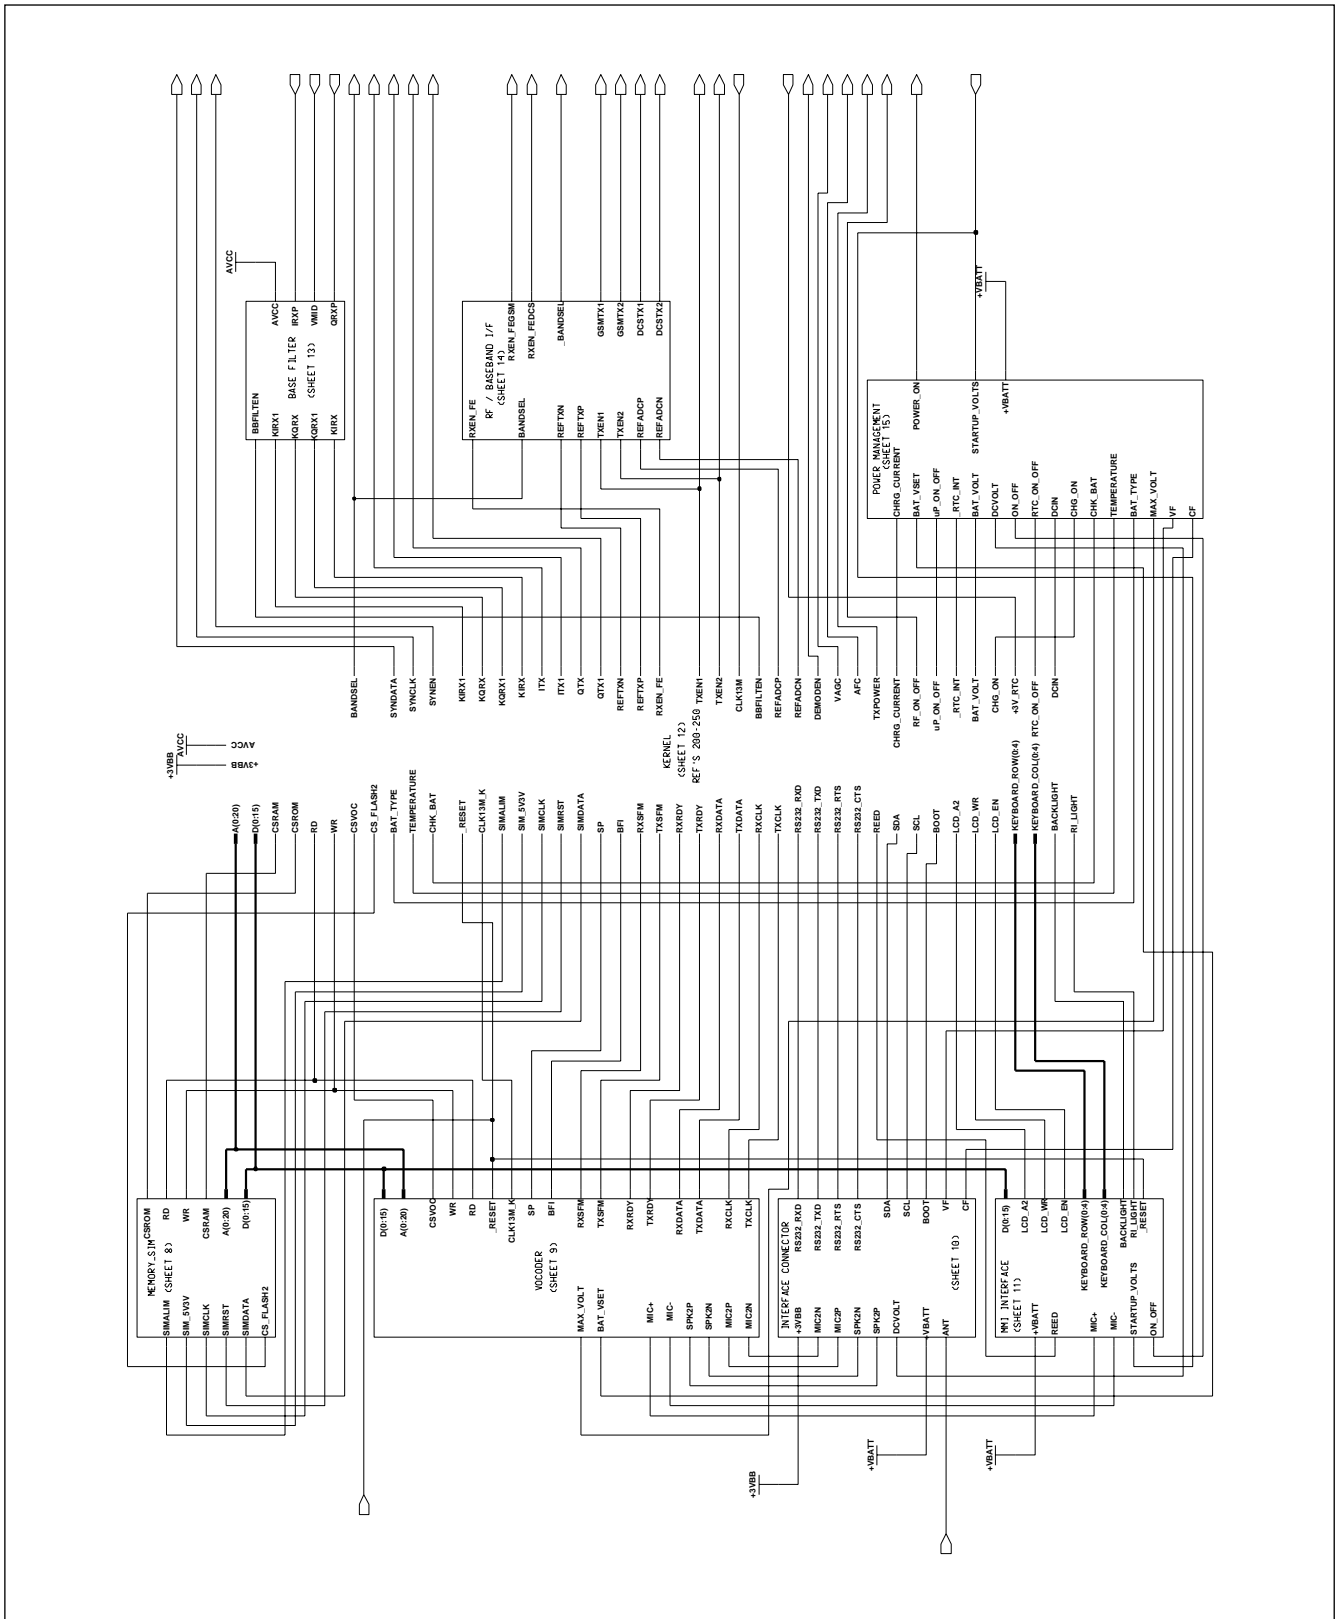 AVCC
AVCC
IRXP
VMID
QRXP
BASE FILTER
(SHEET 13)
BBFILTEN
KIRX1
KQRX
KQRX1
KIRX
RXEN_FEGSM
RXEN_FEDCS
_BANDSEL
GSMTX1
GSMTX2
DCSTX1
DCSTX2
RF / BASEBAND I/F
(SHEET 14)
RXEN_FE
BANDSEL
REFTXN
REFTXP
TXEN1
TXEN2
REFADCP
REFADCN
+VBATT
POWER_ON
STARTUP_VOLTS
+VBATT
POWER MANAGEMENT
(SHEET 15)
CHRG_CURRENT
BAT_VSET
uP_ON_OFF
_RTC_INT
BAT_VOLT
DCVOLT
ON_OFF
RTC_ON_OFF
DCIN
CHG_ON
CHK_BAT
TEMPERATURE
BAT_TYPE
MAX_VOLT
VF
CF
+3VBB
AVCC
AVCC
+3VBB
BANDSEL
SYNDATA
SYNCLK
SYNEN
KIRX1
KQRX
KQRX1
KIRX
ITX
ITX1
QTX
QTX1
REFTXN
REFTXP
RXEN_FE
TXEN1
TXEN2
CLK13M
BBFILTEN
REFADCP
REFADCN
DEMODEN
VAGC
AFC
TXPOWER
CHRG_CURRENT
RF_ON_OFF
uP_ON_OFF
_RTC_INT
BAT_VOLT
CHG_ON
+3V_RTC
RTC_ON_OFF
DCIN
KERNEL
(SHEET 12)
REF'S 200-250
A(0:20)
D(0:15)
CSRAM
CSROM
RD
WR
CSVOC
CS_FLASH2
BAT_TYPE
TEMPERATURE
CHK_BAT
_RESET
CLK13M_K
SIMALIM
SIM_5V3V
SIMCLK
SIMRST
SIMDATA
SP
BFI
RXSFM
TXSFM
RXRDY
TXRDY
RXDATA
TXDATA
RXCLK
TXCLK
RS232_RXD
RS232_TXD
RS232_RTS
RS232_CTS
REED
SDA
SCL
BOOT
LCD_A2
LCD_WR
LCD_EN
KEYBOARD_ROW(0:4)
KEYBOARD_COL(0:4)
BACKLIGHT
RI_LIGHT
MEMORY_SIM
(SHEET 8)
CSROM
RD
WR
CSRAM
A(0:20)
D(0:15)
SIMALIM
SIM_5V3V
SIMCLK
SIMRST
SIMDATA
CS_FLASH2
D(0:15)
A(0:20)
CSVOC
WR
RD
_RESET
CLK13M_K
SP
BFI
RXSFM
TXSFM
RXRDY
TXRDY
RXDATA
TXDATA
RXCLK
TXCLK
VOCODER
(SHEET 9)
MAX_VOLT
BAT_VSET
MIC+
MIC-
SPK2P
SPK2N
MIC2P
MIC2N
INTERFACE CONNECTOR
(SHEET 10)
RS232_RXD
RS232_TXD
RS232_RTS
RS232_CTS
SDA
SCL
BOOT
VF
CF
+3VBB
MIC2N
MIC2P
SPK2N
SPK2P
DCVOLT
+VBATT
ANT
MMI INTERFACE
(SHEET 11)
D(0:15)
LCD_A2
LCD_WR
LCD_EN
KEYBOARD_ROW(0:4)
KEYBOARD_COL(0:4)
BACKLIGHT
RI_LIGHT
_RESET
+VBATT
REED
MIC+
MIC-
STARTUP_VOLTS
ON_OFF
+3VBB
+VBATT
+VBATT